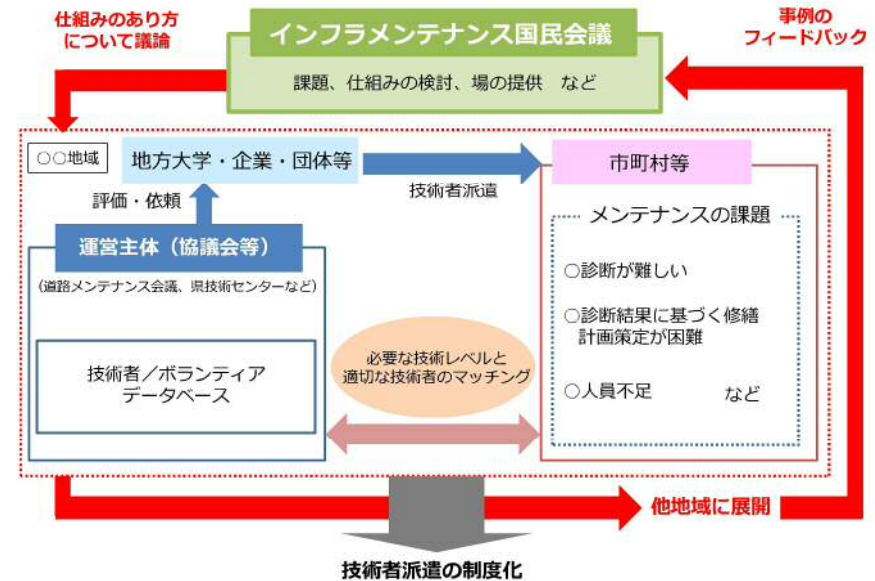 仕組みのあり方
について議論
インフラメンテナンス国民会議
課題、仕組みの検討、場の提供　など
事例の
フィードバック
○○地域
地方大学・企業・団体等
技術者派遣
市町村等
評価・依頼
運営主体（協議会等）
（道路メンテナンス会議、県技術センターなど）
技術者／ボランティア
データベース
必要な技術レベルと
適切な技術者のマッチング
メンテナンスの課題
○診断が難しい
○診断結果に基づく修繕
計画策定が困難
○人員不足　　　など
他地域に展開
技術者派遣の制度化